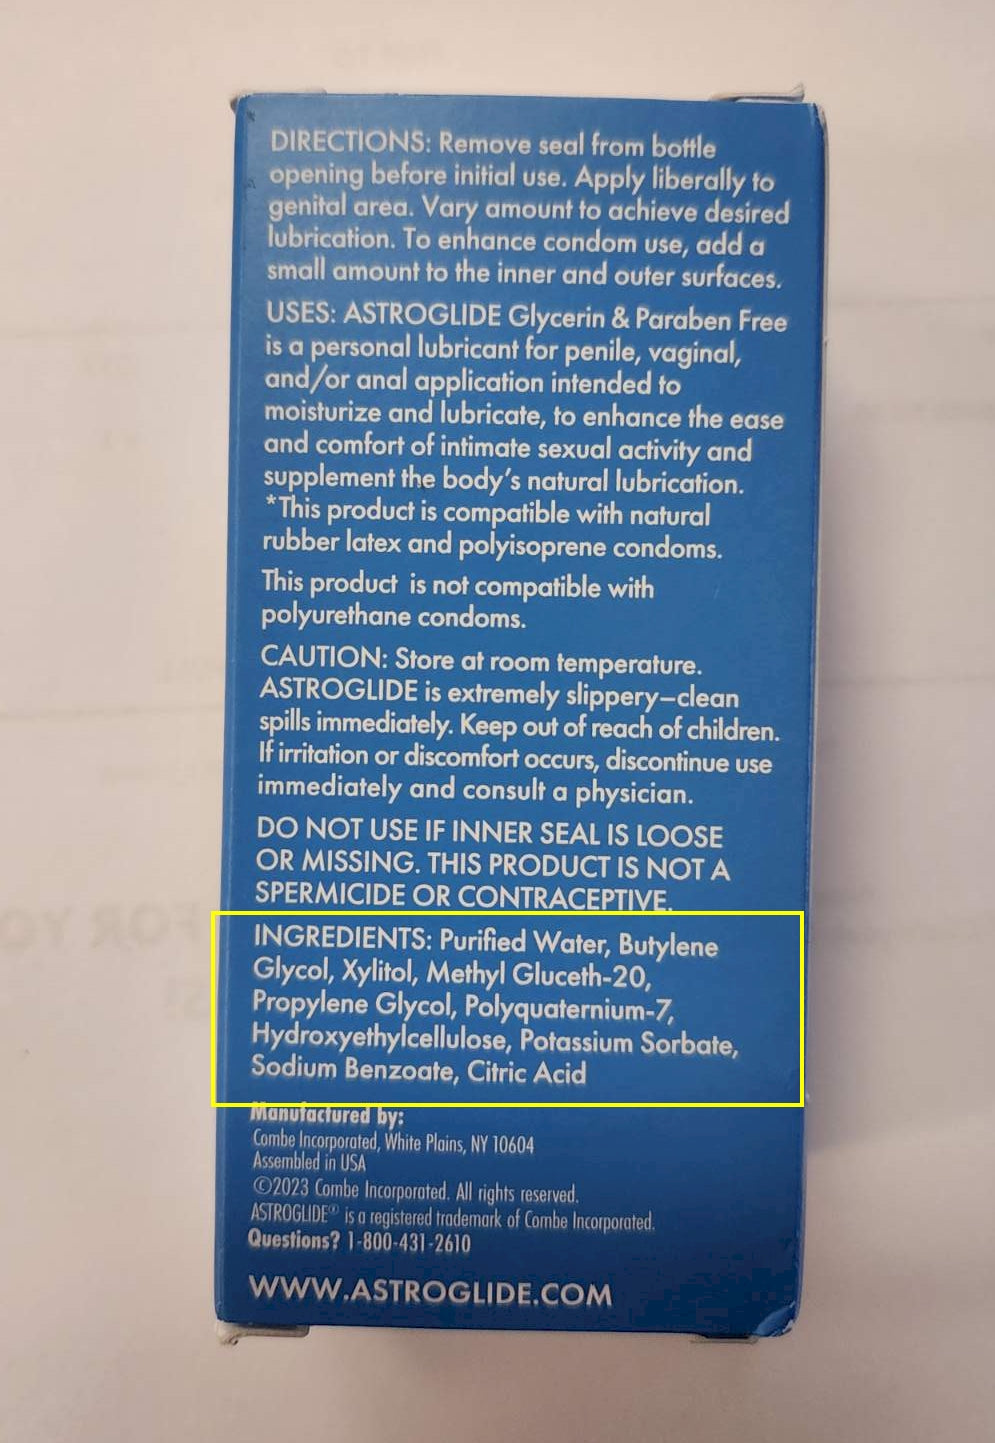 DIRECTIONS: Remove seal from bottle
opening before initial use. Apply liberally to
genital area. Vary amount to achieve desired
lubrication. To enhance condom use, add a
small amount to the inner and outer surfaces.
USES: ASTROGLIDE Glycerin & Paraben Free
is a personal lubricant for penile, vaginal,
and/or anal application intended to
moisturize and lubricate, to enhance the ease
and comfort of intimate sexual activity and
supplement the body's natural lubrication.
*This product is compatible with natural
rubber latex and polyisoprene condoms.
This product is not compatible with
polyurethane condoms.
CAUTION: Store at room temperature.
ASTROGLIDE is extremely slippery–clean
spills immediately. Keep out of reach of children.
If irritation or discomfort occurs, discontinue use
immediately and consult a physician.
DO NOT USE IF INNER SEAL IS LOOSE
OR MISSING. THIS PRODUCT IS NOT A
SPERMICIDE OR CONTRACEPTIVE.
INGREDIENTS: Purified Water, Butylene
Glycol, Xylitol, Methyl Gluceth-20,
Propylene Glycol, Polyquaternium-7,
Hydroxyethylcellulose, Potassium Sorbate,
Sodium Benzoate, Citric Acid
Manufactured by:
Combe Incorporated, White Plains, NY 10604
Assembled in USA
©2023 Combe Incorporated. All rights reserved.
ASTROGLIDE® is a registered trademark of Combe Incorporated.
Questions? 1-800-431-2610
WWW.ASTROGLIDE.COM